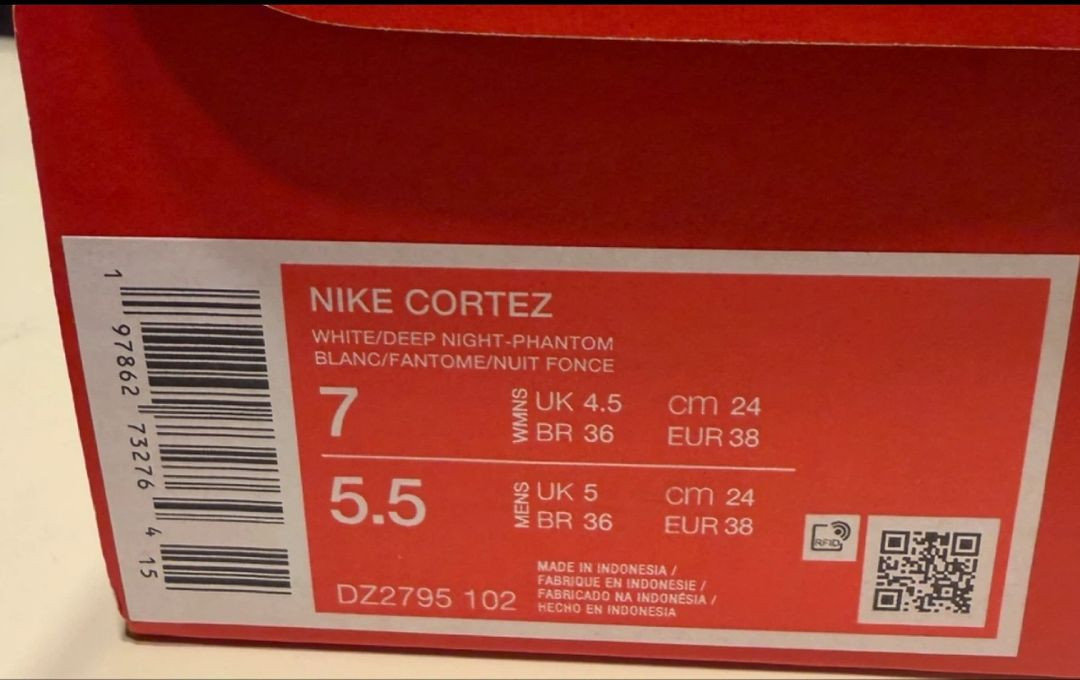 1 97862 73276 4 15
NIKE CORTEZ
WHITE/DEEP NIGHT-PHANTOM
BLANC/FANTOME/NUIT FONCE
7 WMNS UK 4.5 cm 24
BR 36 EUR 38
5.5 MENS UK 5 cm 24
BR 36 EUR 38
RFID
DZ2795 102
MADE IN INDONESIA /
FABRIQUE EN INDONESIE /
FABRICADO NA INDONÉSIA /
HECHO EN INDONESIA